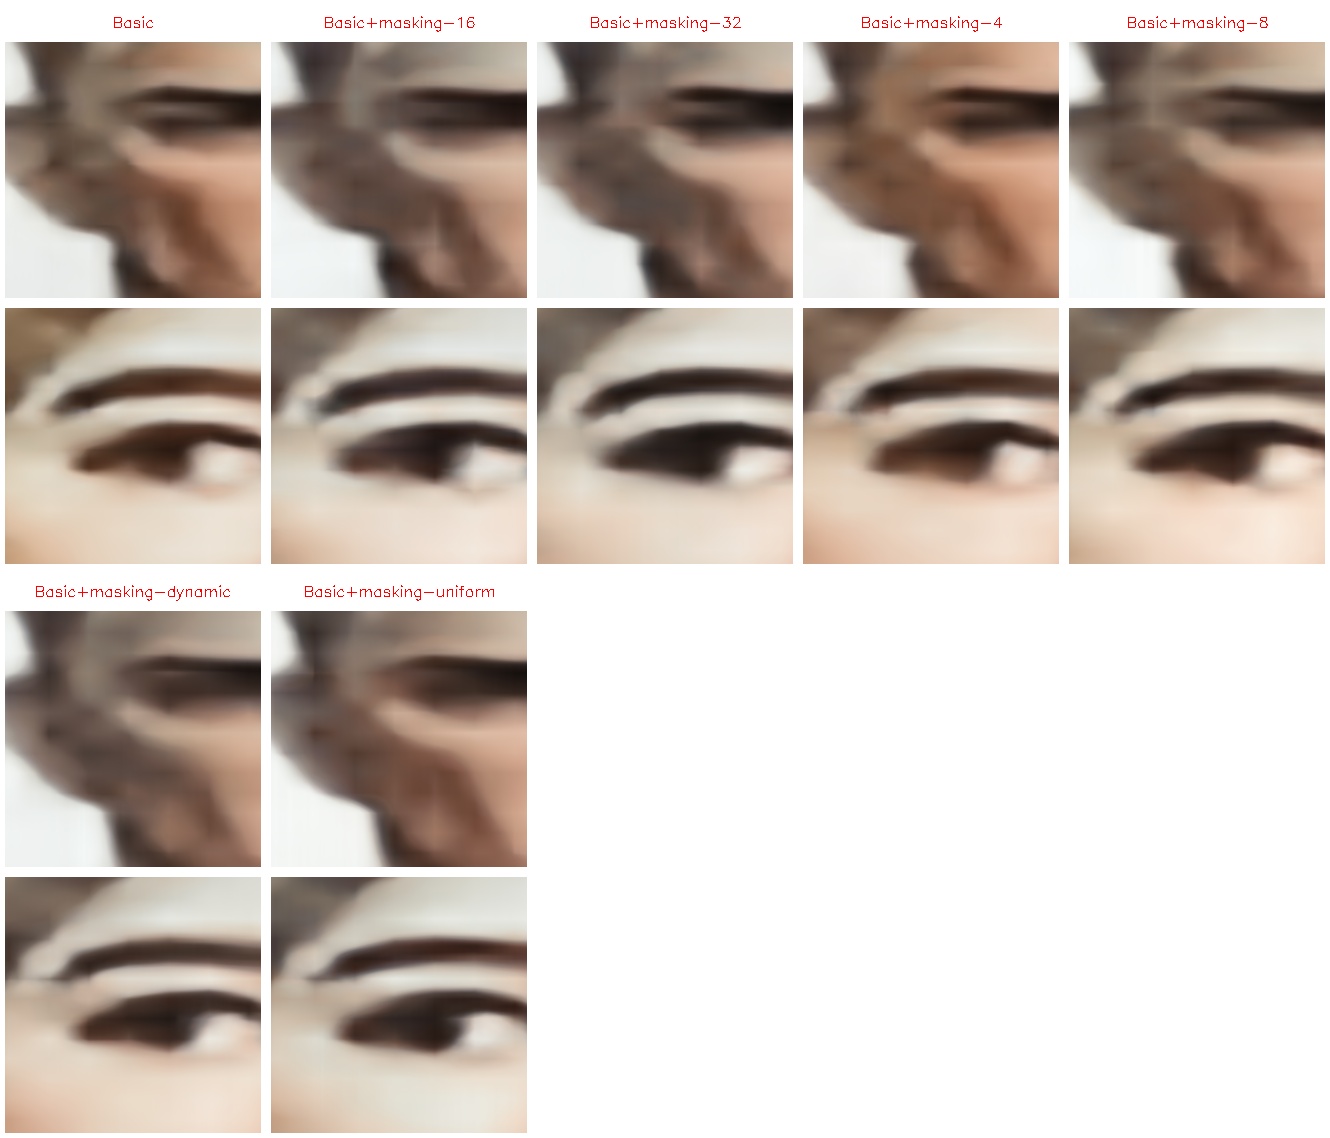 Basic
Basic+masking-16
Basic+masking-32
Basic+masking-4
Basic+masking-8
Basic+masking-dynamic
Basic+masking-uniform